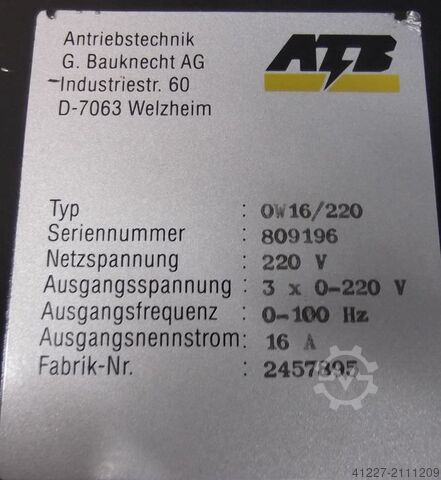 Antriebstechnik
G. Bauknecht AG
Industriestr. 60
D-7063 Welzheim
ATB
Typ : OW16/220
Seriennummer : 809196
Netzspannung : 220 V
Ausgangsspannung : 3 x 0-220 V
Ausgangsfrequenz : 0-100 Hz
Ausgangsnennstrom : 16 A
Fabrik-Nr. : 2457895
41227-2111209